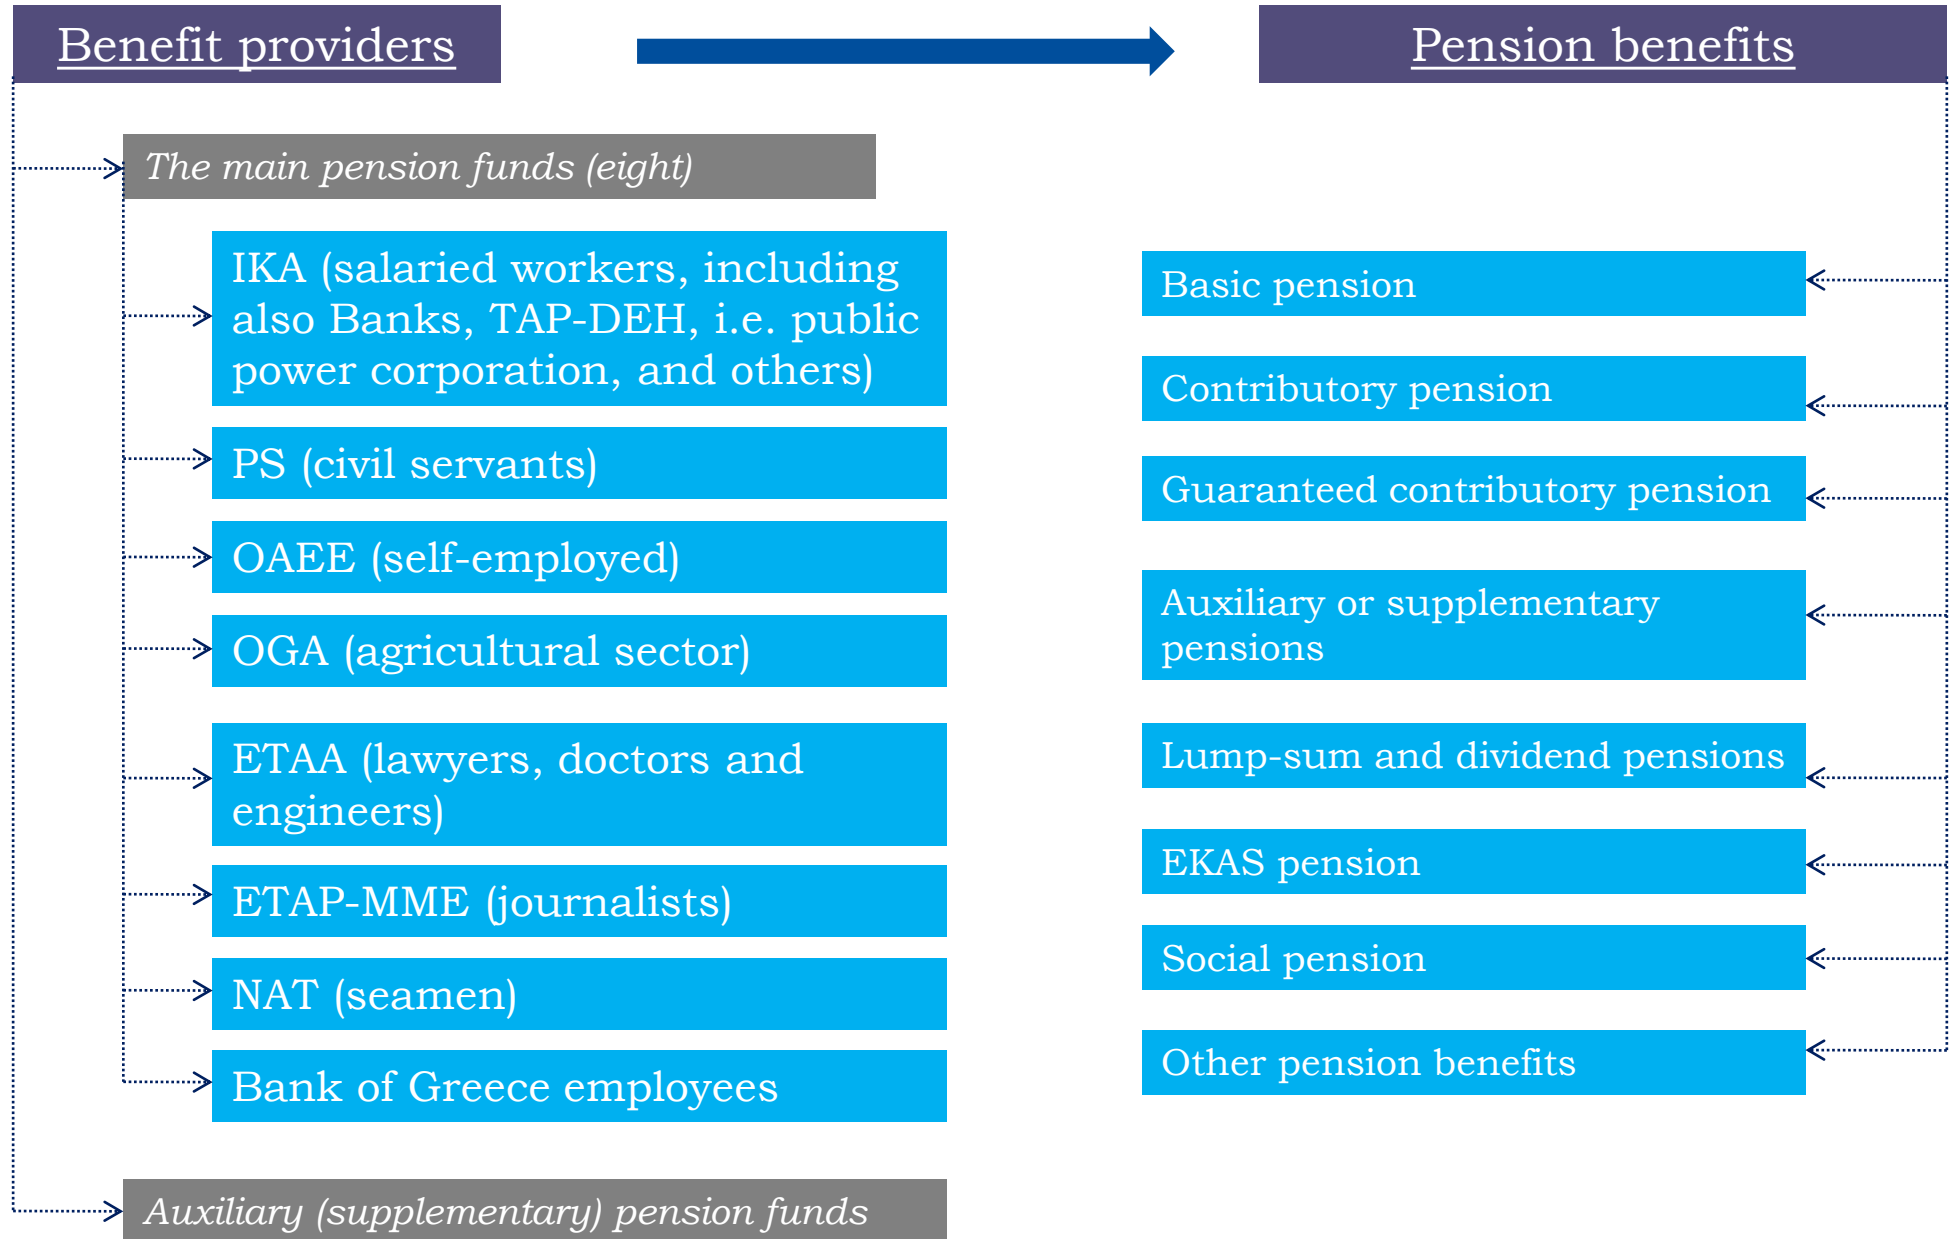 Benefit providers
Pension benefits
The main pension funds (eight)
IKA (salaried workers, including
also Banks, TAP-DEH, i.e. public
power corporation, and others)
PS (civil servants)
OAEE (self-employed)
OGA (agricultural sector)
ETAA (lawyers, doctors and
engineers)
ETAP-MME (journalists)
NAT (seamen)
Bank of Greece employees
Auxiliary (supplementary) pension funds
Basic pension
Contributory pension
Guaranteed contributory pension
Auxiliary or supplementary
pensions
Lump-sum and dividend pensions
EKAS pension
Social pension
Other pension benefits